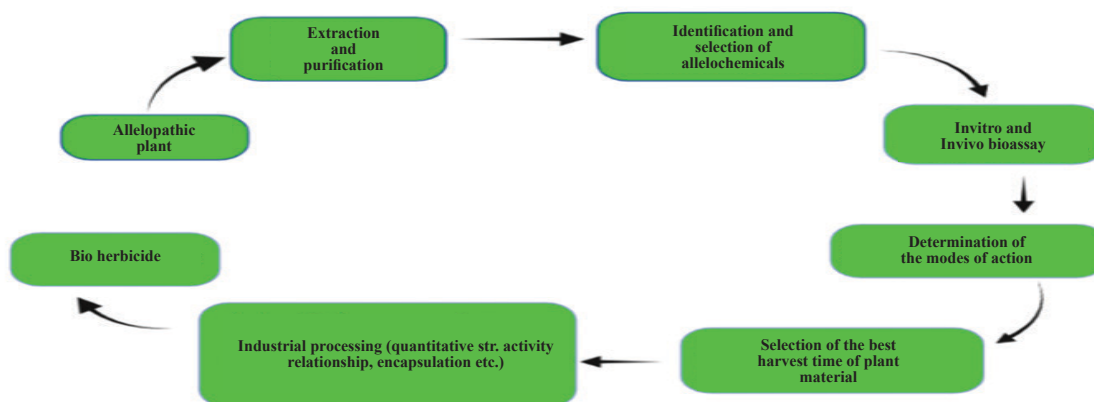 Extraction
and
purification
Identification and
selection of
allelochemicals
Allelopathic
plant
Invitro and
Invivo bioassay
Determination of
the modes of action
Selection of the best
harvest time of plant
material
Industrial processing (quantitative str. activity
relationship, encapsulation etc.)
Bio herbicide